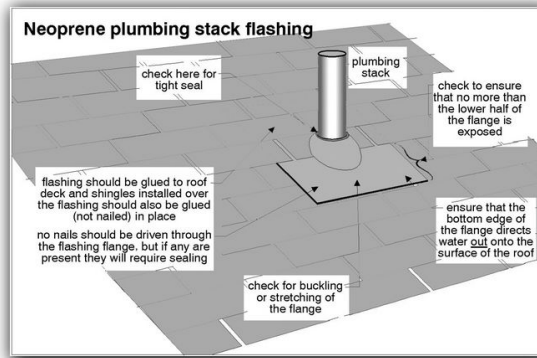 Neoprene plumbing stack flashing
check here for
tight seal
plumbing
stack
check to ensure
that no more than
the lower half of
the flange is
exposed
flashing should be glued to roof
deck and shingles installed over
the flashing should also be glued
(not nailed) in place
no nails should be driven through
the flashing flange. but if any are
present they will require sealing
ensure that the
bottom edge of
the flange directs
water out onto the
surface of the roof
check for buckling
or stretching of
the flange